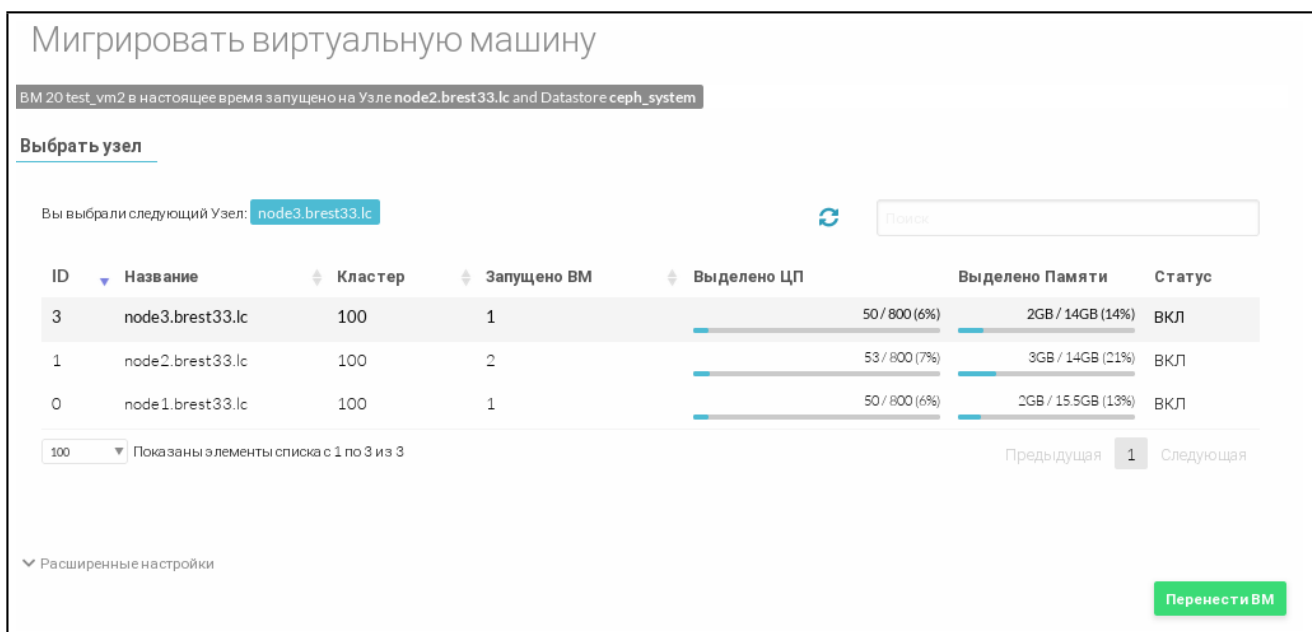 Мигрировать виртуальную машину
ВМ 20 test_vm2 в настоящее время запущено на Узле node2.brest33.lc and Datastore ceph_system
Выбрать узел
Вы выбрали следующий Узел: node3.brest33.lc Поиск
ID Название Кластер Запущено ВМ Выделено ЦП Выделено Памяти Статус
3 node3.brest33.lc 100 1 50 / 800 (6%) 2GB / 14GB (14%) ВКЛ
1 node2.brest33.lc 100 2 53 / 800 (7%) 3GB / 14GB (21%) ВКЛ
0 node1.brest33.lc 100 1 50 / 800 (6%) 2GB / 15.5GB (13%) ВКЛ
100 Показаны элементы списка с 1 по 3 из 3 Предыдущая 1 Следующая
Расширенные настройки
Перенести ВМ